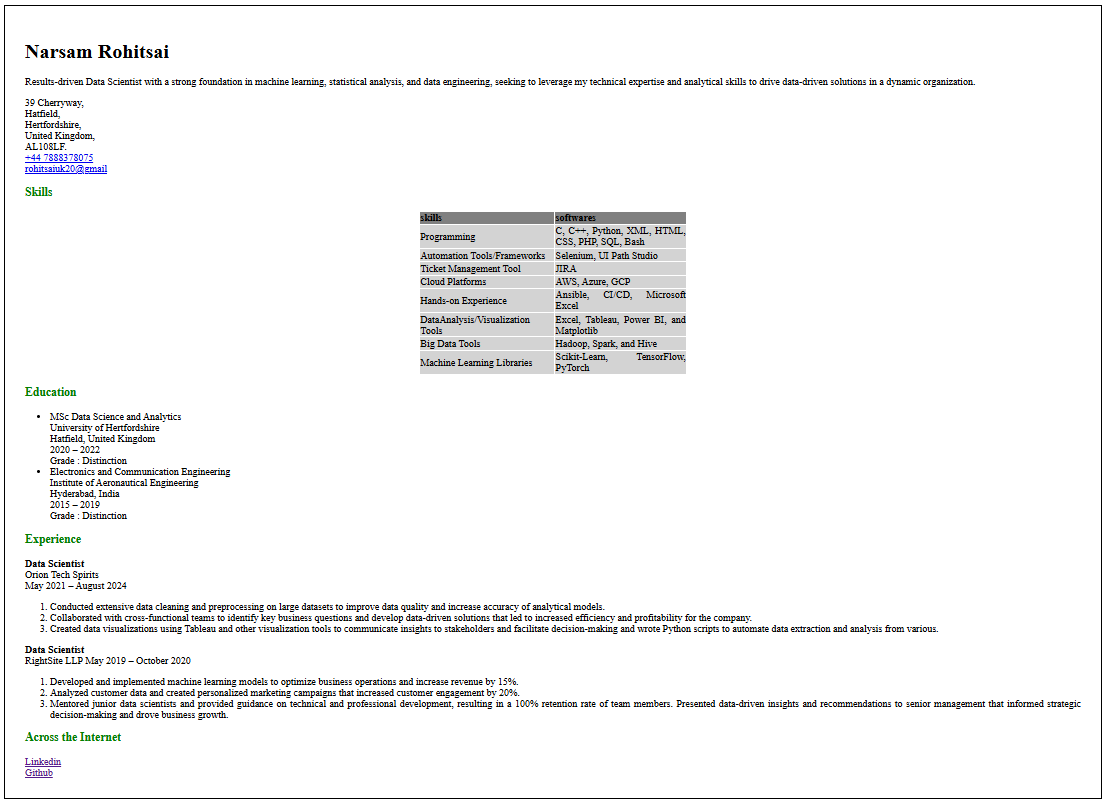 Narsam Rohitsai
Results-driven Data Scientist with a strong foundation in machine learning, statistical analysis, and data engineering, seeking to leverage my technical expertise and analytical skills to drive data-driven solutions in a dynamic organization.
39 Cherryway,
Hatfield,
Hertfordshire,
United Kingdom,
AL108LF.
+44 7888378075
rohitsaiuk20@gmail
Skills
skills softwares
Programming C, C++, Python, XML, HTML,
CSS, PHP, SQL, Bash
Automation Tools/Frameworks Selenium, UI Path Studio
Ticket Management Tool JIRA
Cloud Platforms AWS, Azure, GCP
Hands-on Experience Ansible, CI/CD, Microsoft
Excel
DataAnalysis/Visualization Excel, Tableau, Power BI, and
Tools Matplotlib
Big Data Tools Hadoop, Spark, and Hive
Machine Learning Libraries Scikit-Learn, TensorFlow,
PyTorch
Education
• MSc Data Science and Analytics
University of Hertfordshire
Hatfield, United Kingdom
2020 – 2022
Grade : Distinction
• Electronics and Communication Engineering
Institute of Aeronautical Engineering
Hyderabad, India
2015 – 2019
Grade : Distinction
Experience
Data Scientist
Orion Tech Spirits
May 2021 – August 2024
1. Conducted extensive data cleaning and preprocessing on large datasets to improve data quality and increase accuracy of analytical models.
2. Collaborated with cross-functional teams to identify key business questions and develop data-driven solutions that led to increased efficiency and profitability for the company.
3. Created data visualizations using Tableau and other visualization tools to communicate insights to stakeholders and facilitate decision-making and wrote Python scripts to automate data extraction and analysis from various.
Data Scientist
RightSite LLP May 2019 – October 2020
1. Developed and implemented machine learning models to optimize business operations and increase revenue by 15%.
2. Analyzed customer data and created personalized marketing campaigns that increased customer engagement by 20%.
3. Mentored junior data scientists and provided guidance on technical and professional development, resulting in a 100% retention rate of team members. Presented data-driven insights and recommendations to senior management that informed strategic
decision-making and drove business growth.
Across the Internet
Linkedin
Github